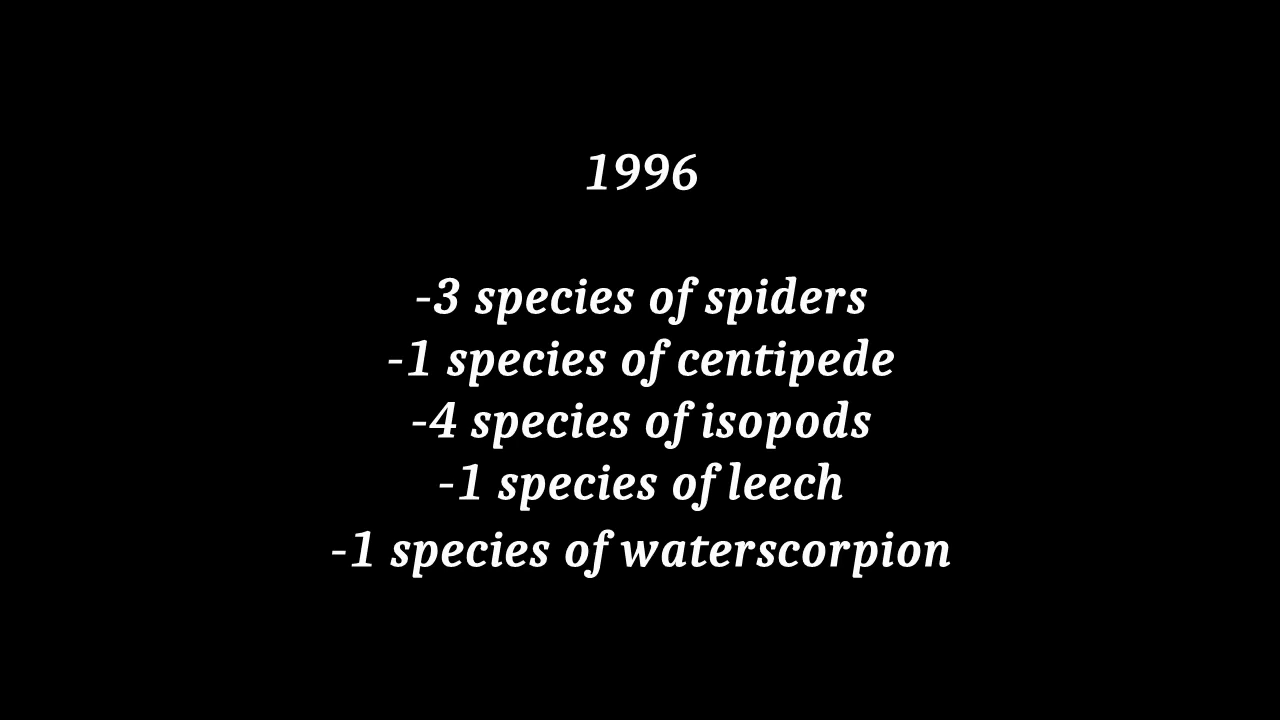 1996
-3 species of spiders
-1 species of centipede
-4 species of isopods
-1 species of leech
-1 species of waterscorpion